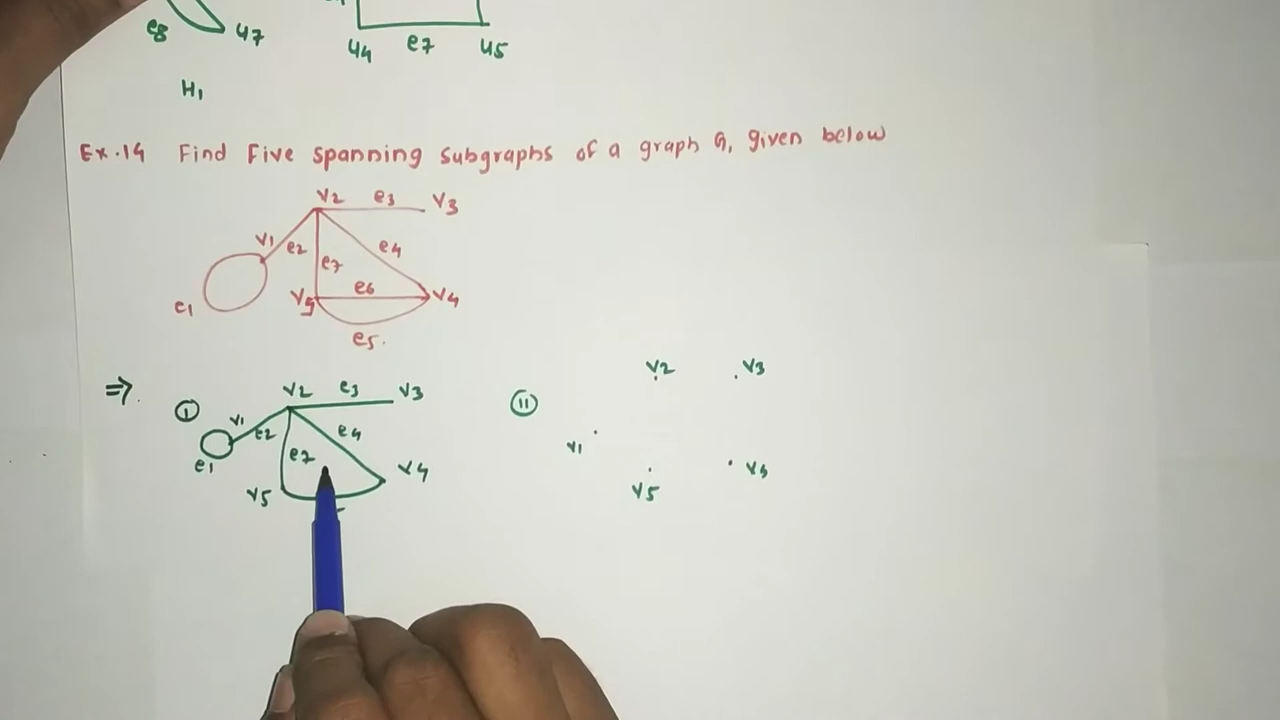 e8 u7
u4 e7 u5
H1
Ex.14 Find Five spanning subgraphs of a graph G, given below
v2 e3 v3
v1 e2 e4
e7
e1 v5 e6 v4
e5.
⇒
① v2 e3 v3
v1 e2 e4
e1 e7 v4
v5
⑪ v2 v3
v1
v5 v4